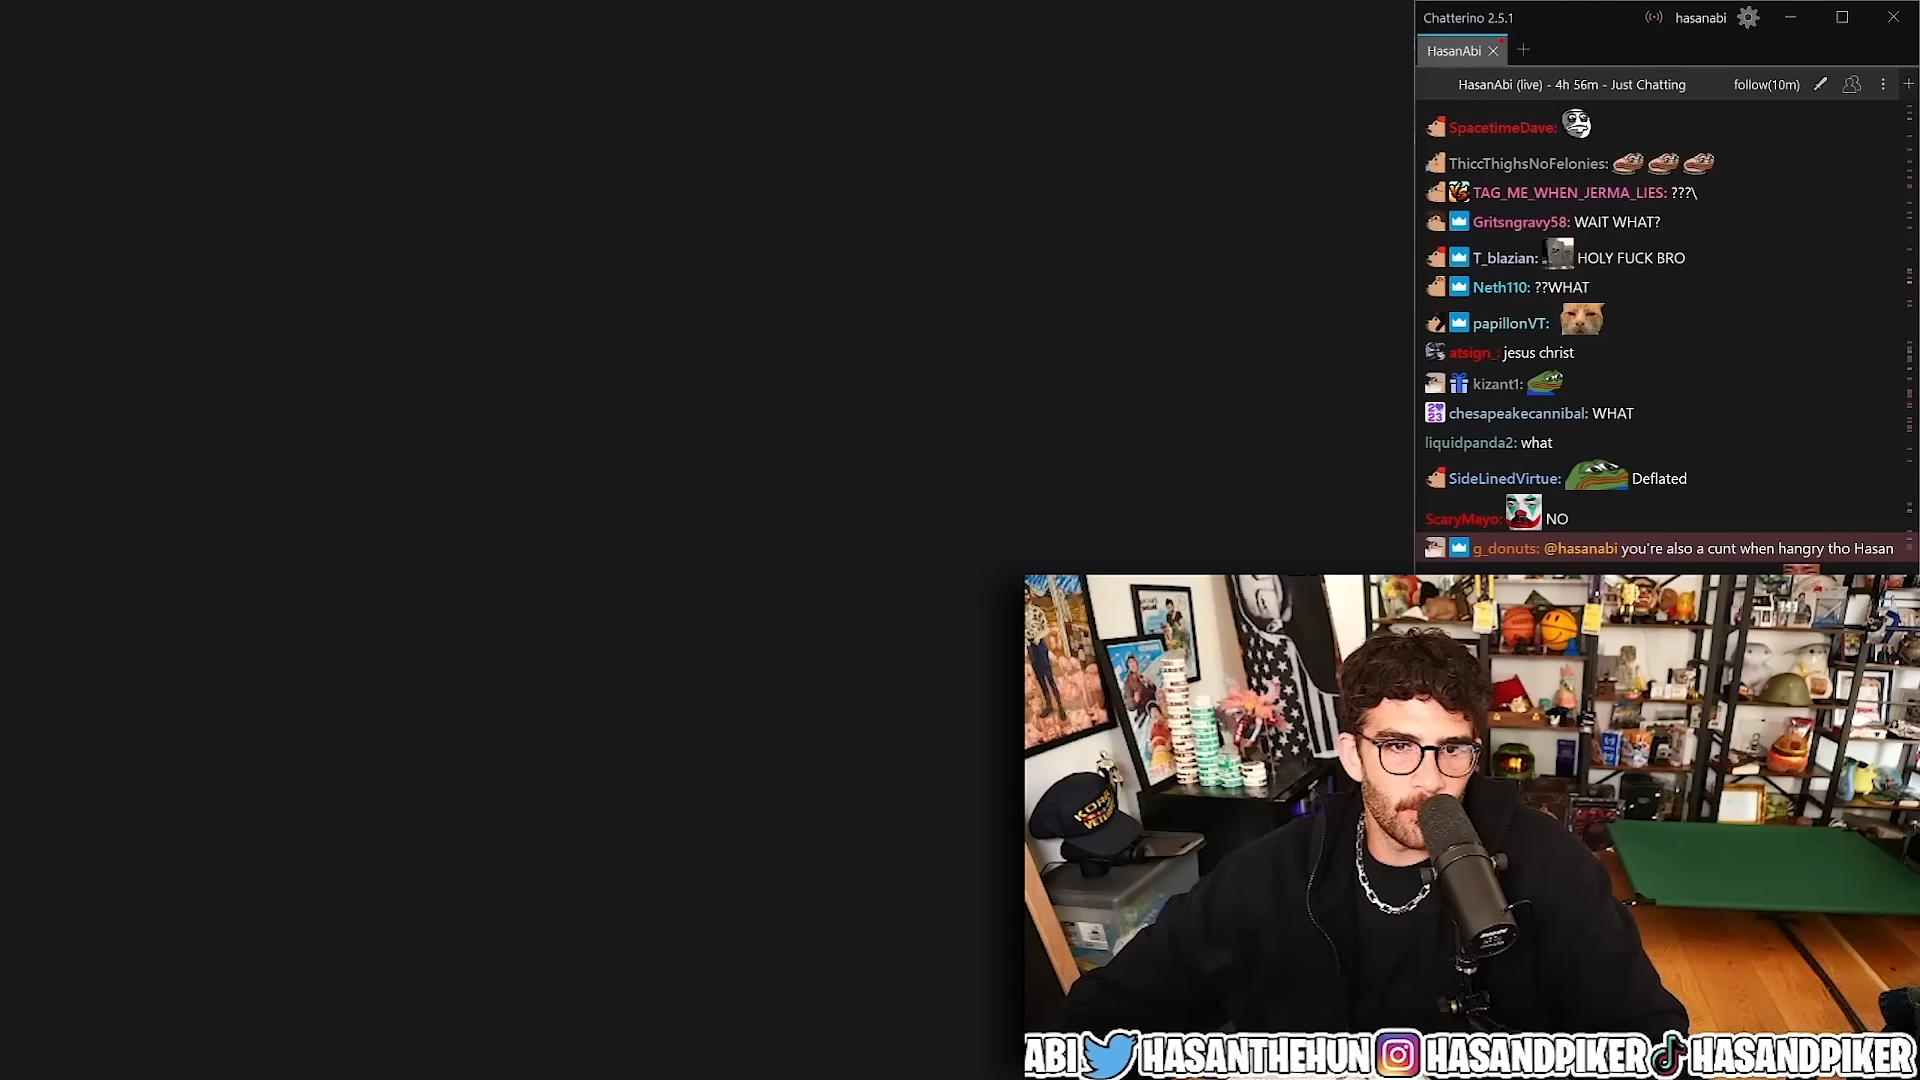 Chatterino 2.5.1
hasanabi
HasanAbi
HasanAbi (live) - 4h 56m - Just Chatting
follow(10m)
SpacetimeDave:
ThiccThighsNoFelonies:
TAG_ME_WHEN_JERMA_LIES: ???\
Gritsngravy58: WAIT WHAT?
T_blazian: HOLY FUCK BRO
Neth110: ??WHAT
papillonVT:
atsign_: jesus christ
kizant1:
chesapeakecannibal: WHAT
liquidpanda2: what
SideLinedVirtue: Deflated
ScaryMayo: NO
g_donuts: @hasanabi you're also a cunt when hangry tho Hasan
KOREA
VETERAN
ABI HASANTHEHUN HASANDPIKER HASANDPIKER